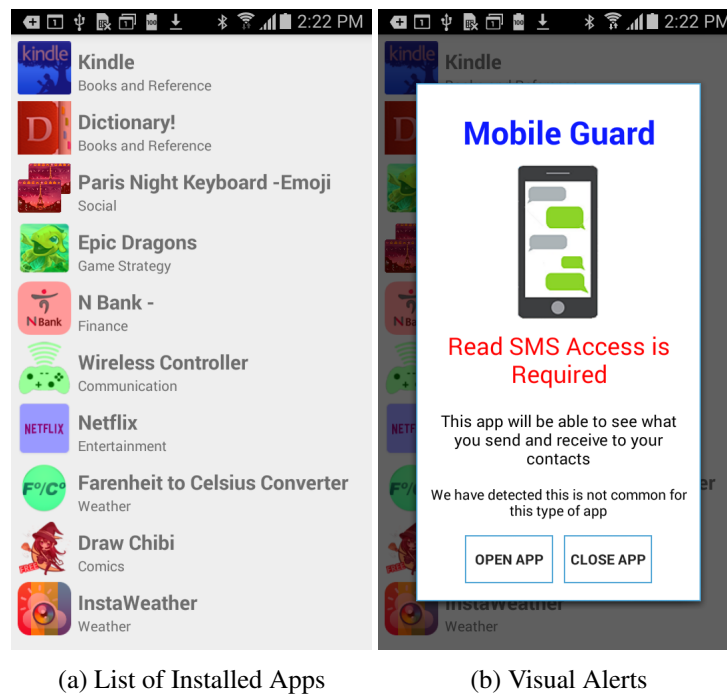 2:22 PM
kindle
Kindle
Books and Reference
D
Dictionary!
Books and Reference
Paris Night Keyboard -Emoji
Social
Epic Dragons
Game Strategy
N Bank
N Bank -
Finance
Wireless Controller
Communication
NETFLIX
Netflix
Entertainment
F°/C°
Farenheit to Celsius Converter
Weather
FREE
Draw Chibi
Comics
InstaWeather
Weather
(a) List of Installed Apps
2:22 PM
kindle
Kindle
Mobile Guard
Read SMS Access is
Required
This app will be able to see what
you send and receive to your
contacts
We have detected this is not common for
this type of app
OPEN APP
CLOSE APP
InstaWeather
Weather
(b) Visual Alerts